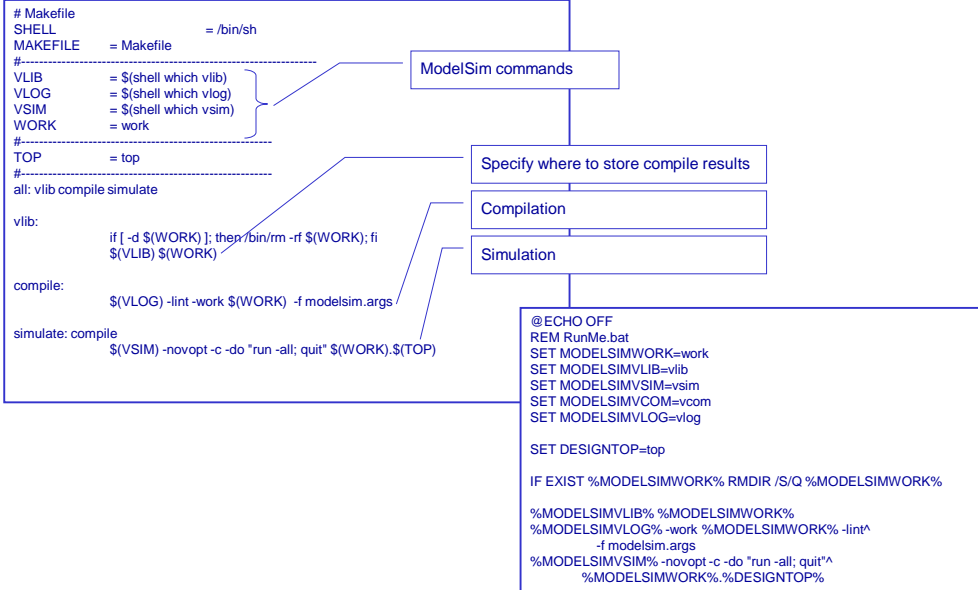 # Makefile
SHELL = /bin/sh
MAKEFILE = Makefile
#-------------------------------------------------------------------
VLIB = $(shell which vlib)
VLOG = $(shell which vlog)
VSIM = $(shell which vsim)
WORK = work
#---------------------------------------------------------
TOP = top
#---------------------------------------------------------
all: vlib compile simulate
vlib:
if [ -d $(WORK) ]; then /bin/rm -rf $(WORK); fi
$(VLIB) $(WORK)
compile:
$(VLOG) -lint -work $(WORK) -f modelsim.args
simulate: compile
$(VSIM) -novopt -c -do "run -all; quit" $(WORK).$(TOP)
ModelSim commands
Specify where to store compile results
Compilation
Simulation
@ECHO OFF
REM RunMe.bat
SET MODELSIMWORK=work
SET MODELSIMVLIB=vlib
SET MODELSIMVSIM=vsim
SET MODELSIMVCOM=vcom
SET MODELSIMVLOG=vlog
SET DESIGNTOP=top
IF EXIST %MODELSIMWORK% RMDIR /S/Q %MODELSIMWORK%
%MODELSIMVLIB% %MODELSIMWORK%
%MODELSIMVLOG% -work %MODELSIMWORK% -lint^
-f modelsim.args
%MODELSIMVSIM% -novopt -c -do "run -all; quit"^
%MODELSIMWORK%.%DESIGNTOP%